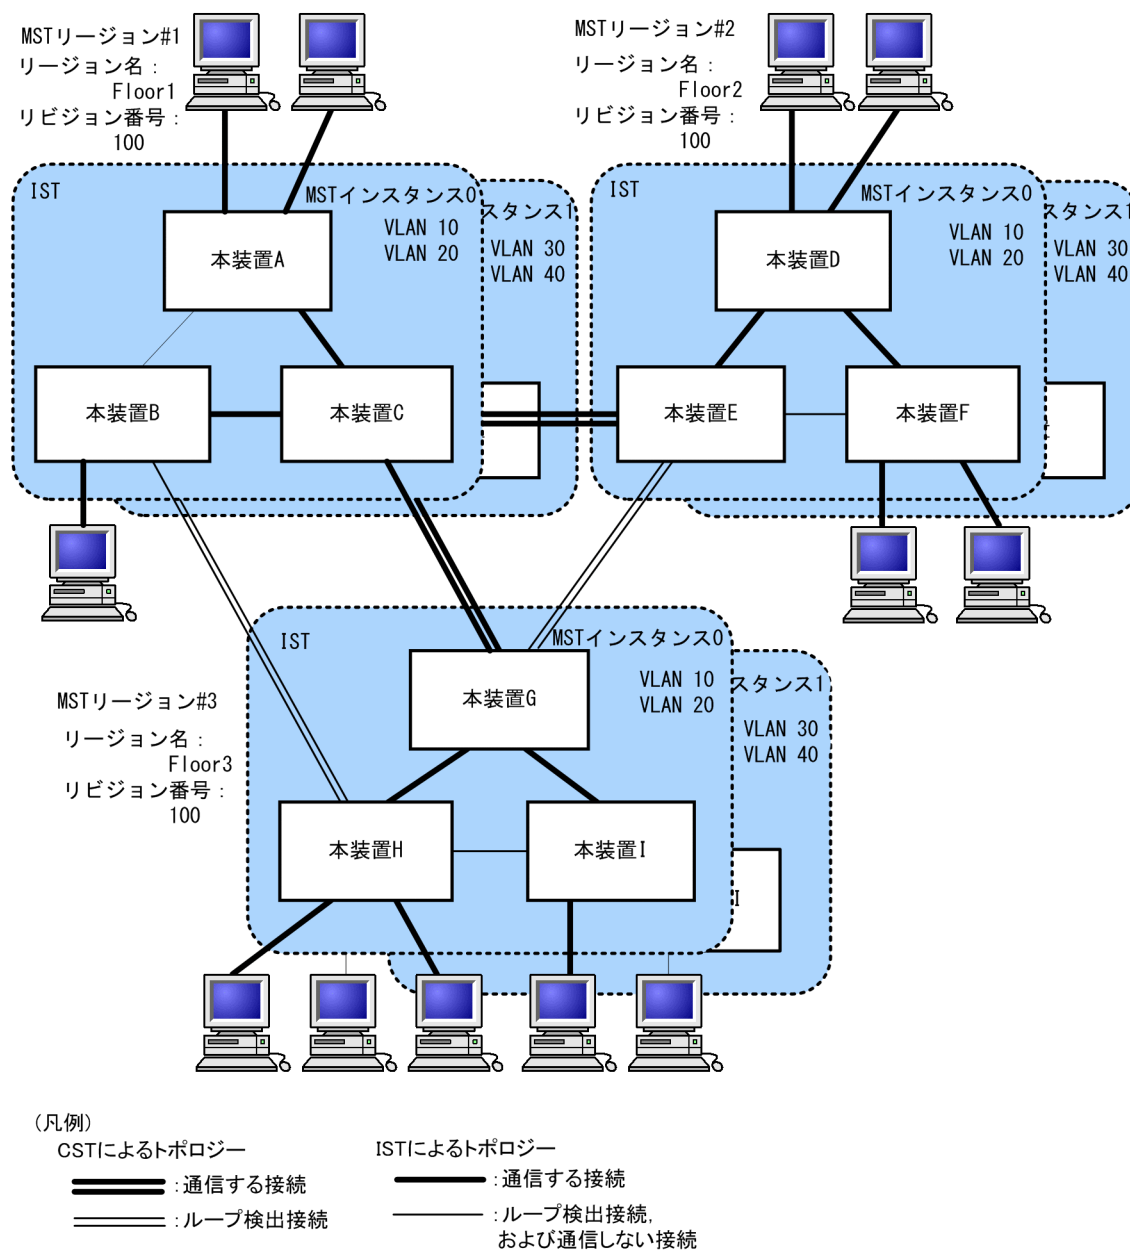 MSTリージョン#1
リージョン名：
Floor1
リビジョン番号：
100
MSTリージョン#2
リージョン名：
Floor2
リビジョン番号：
100
IST
MSTインスタンス0
VLAN 10
VLAN 20
スタンス1
VLAN 30
VLAN 40
本装置A
本装置B
本装置C
IST
MSTインスタンス0
VLAN 10
VLAN 20
スタンス1
VLAN 30
VLAN 40
本装置D
本装置E
本装置F
MSTリージョン#3
リージョン名：
Floor3
リビジョン番号：
100
IST
MSTインスタンス0
VLAN 10
VLAN 20
スタンス1
VLAN 30
VLAN 40
本装置G
本装置H
本装置I
I
(凡例)
CSTによるトポロジー
：通信する接続
：ループ検出接続
ISTによるトポロジー
：通信する接続
：ループ検出接続，
および通信しない接続